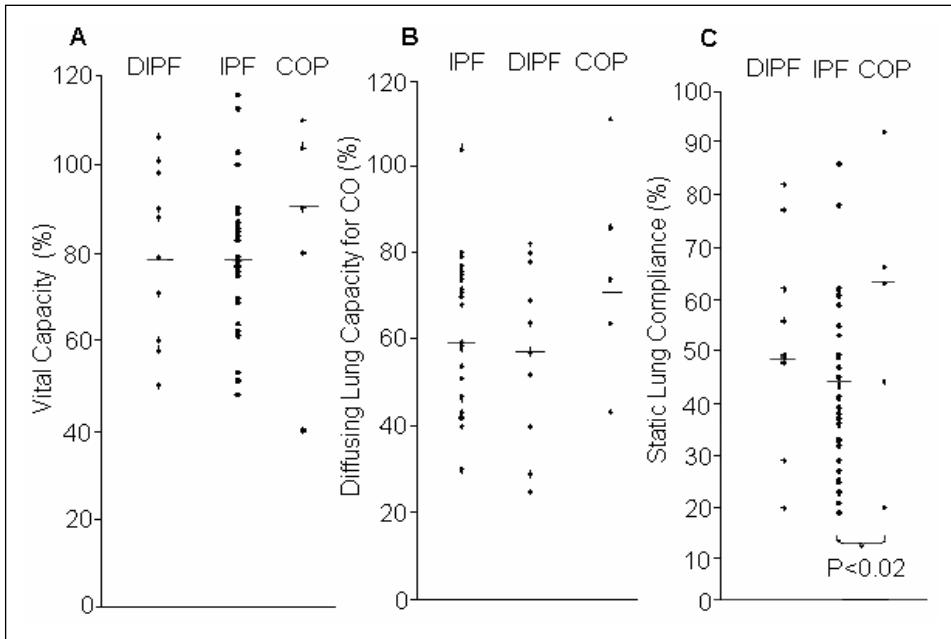 A
DIPF IPF COP
Vital Capacity (%)
120
100
80
60
40
20
0
B
IPF DIPF COP
Diffusing Lung Capacity for CO (%)
120
100
80
60
40
20
0
C
DIPF IPF COP
Static Lung Compliance (%)
100
90
80
70
60
50
40
30
20
10
0
P<0.02